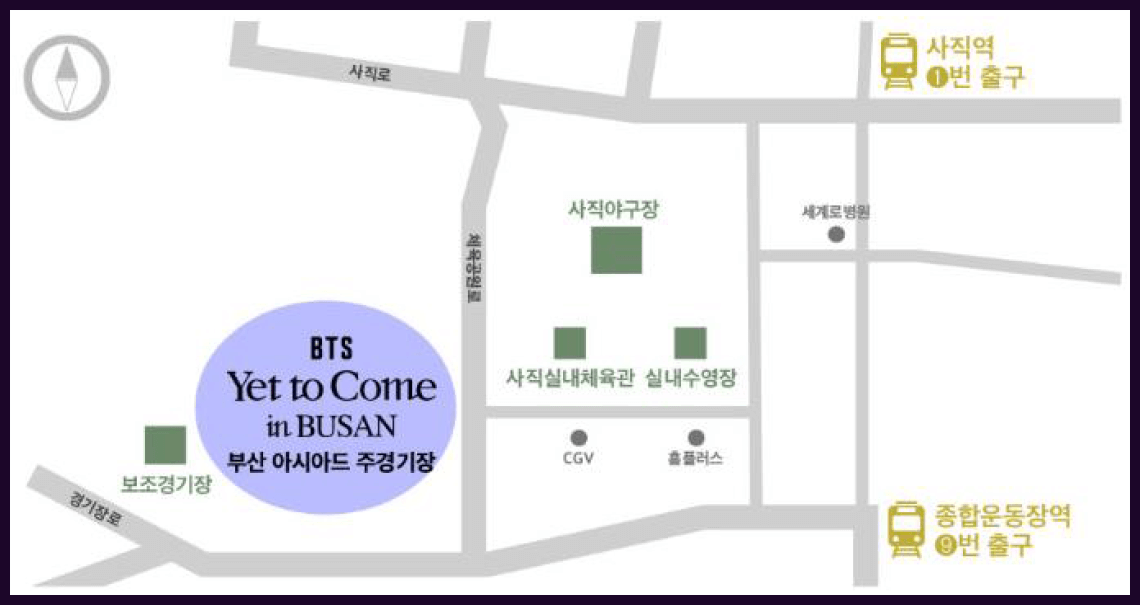 사직역
❶번 출구
사직로
사직야구장
세계로병원
체육공원로
BTS
Yet to Come
in BUSAN
부산 아시아드 주경기장
사직실내체육관 실내수영장
CGV
홈플러스
보조경기장
경기장로
종합운동장역
❾번 출구